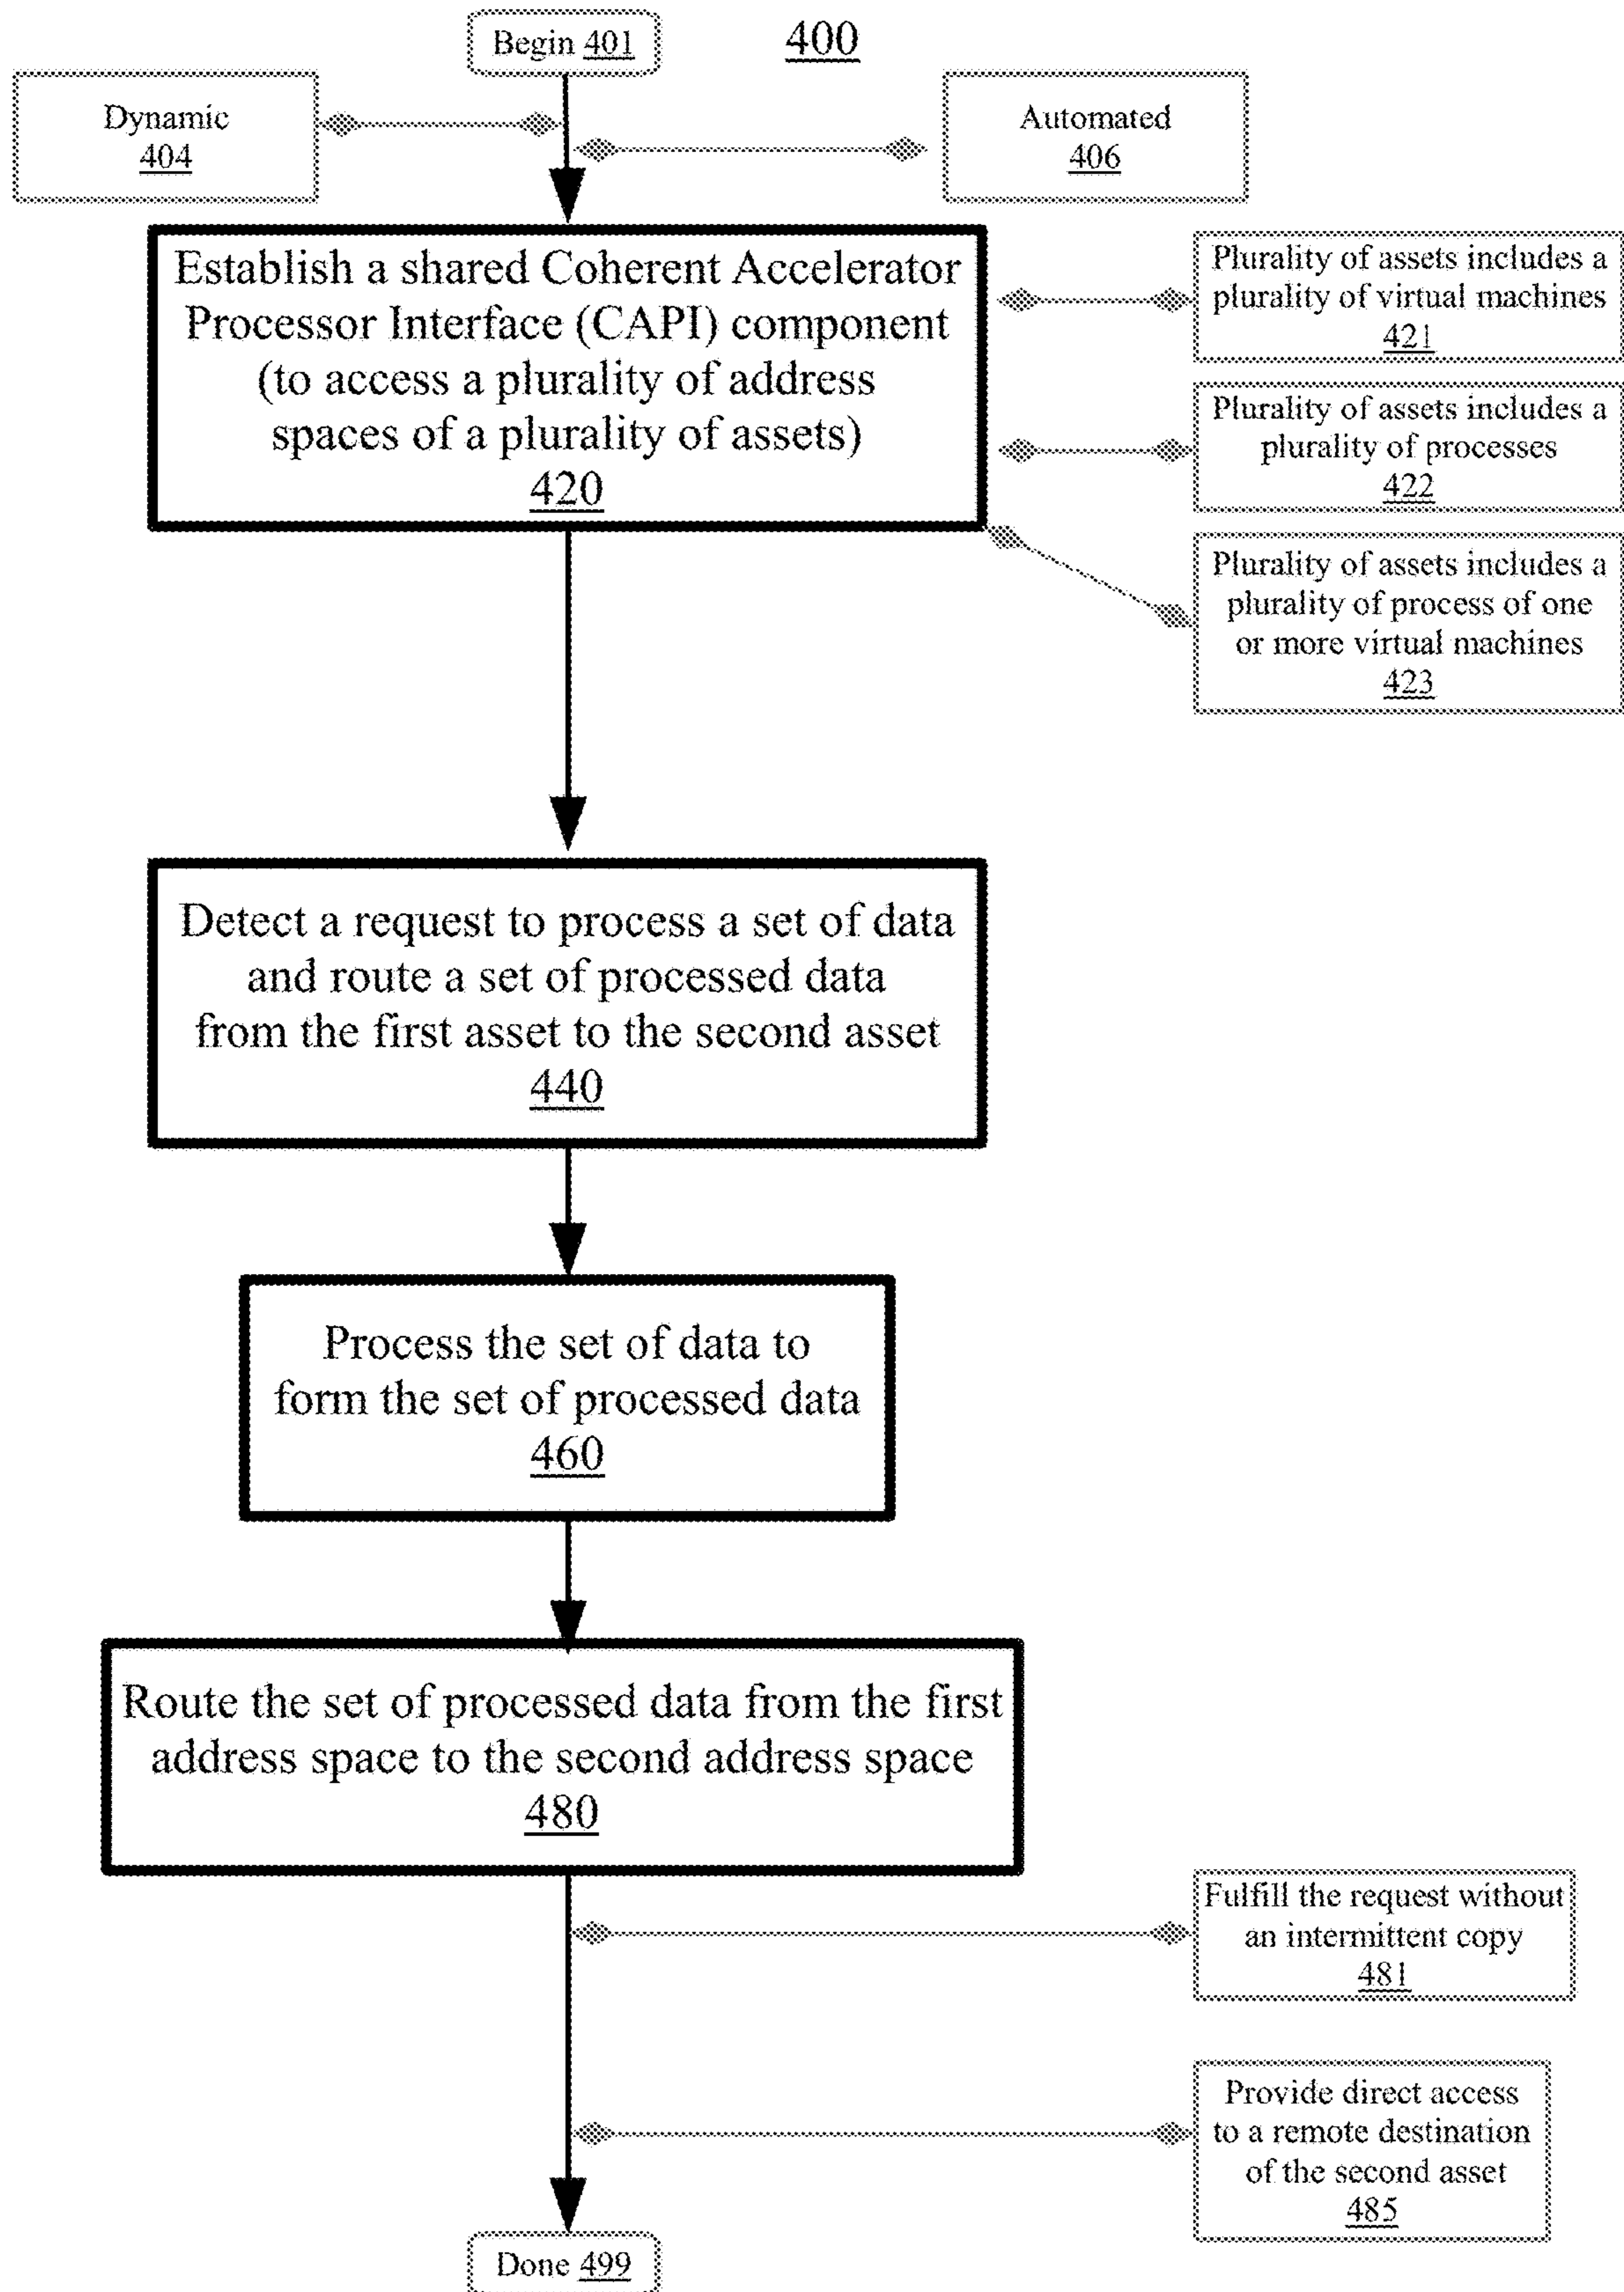 Begin 401
400
Dynamic
404
Automated
406
Establish a shared Coherent Accelerator
Processor Interface (CAPI) component
(to access a plurality of address
spaces of a plurality of assets)
420
Plurality of assets includes a
plurality of virtual machines
421
Plurality of assets includes a
plurality of processes
422
Plurality of assets includes a
plurality of process of one
or more virtual machines
423
Detect a request to process a set of data
and route a set of processed data
from the first asset to the second asset
440
Process the set of data to
form the set of processed data
460
Route the set of processed data from the first
address space to the second address space
480
Fulfill the request without
an intermittent copy
481
Provide direct access
to a remote destination
of the second asset
485
Done 499